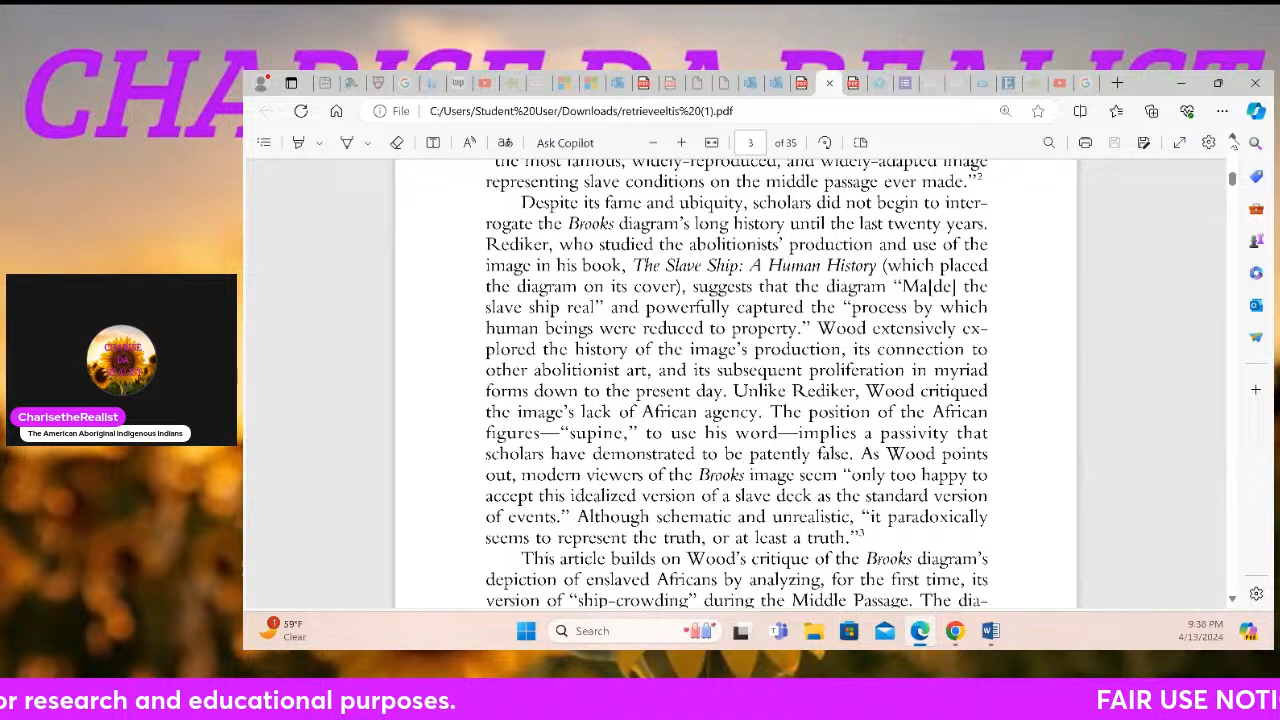 CHARISE DA REALIST
File
C:/Users/Student%20User/Downloads/retrieveeltis%20(1).pdf
Ask Copilot
3
of 35
the most famous, widely-reproduced, and widely-adapted image
representing slave conditions on the middle passage ever made.”2
Despite its fame and ubiquity, scholars did not begin to inter-
rogate the Brooks diagram’s long history until the last twenty years.
Rediker, who studied the abolitionists’ production and use of the
image in his book, The Slave Ship: A Human History (which placed
the diagram on its cover), suggests that the diagram “Ma[de] the
slave ship real” and powerfully captured the “process by which
human beings were reduced to property.” Wood extensively ex-
plored the history of the image’s production, its connection to
other abolitionist art, and its subsequent proliferation in myriad
forms down to the present day. Unlike Rediker, Wood critiqued
the image’s lack of African agency. The position of the African
figures—“supine,” to use his word—implies a passivity that
scholars have demonstrated to be patently false. As Wood points
out, modern viewers of the Brooks image seem “only too happy to
accept this idealized version of a slave deck as the standard version
of events.” Although schematic and unrealistic, “it paradoxically
seems to represent the truth, or at least a truth.”3
This article builds on Wood’s critique of the Brooks diagram’s
depiction of enslaved Africans by analyzing, for the first time, its
version of “ship-crowding” during the Middle Passage. The dia-
CHARISE
DA
REALIST
CharisetheRealist
The American Aboriginal Indigenous Indians
1
59°F
Clear
Search
9:38 PM
4/13/2024
or research and educational purposes.
FAIR USE NOTI